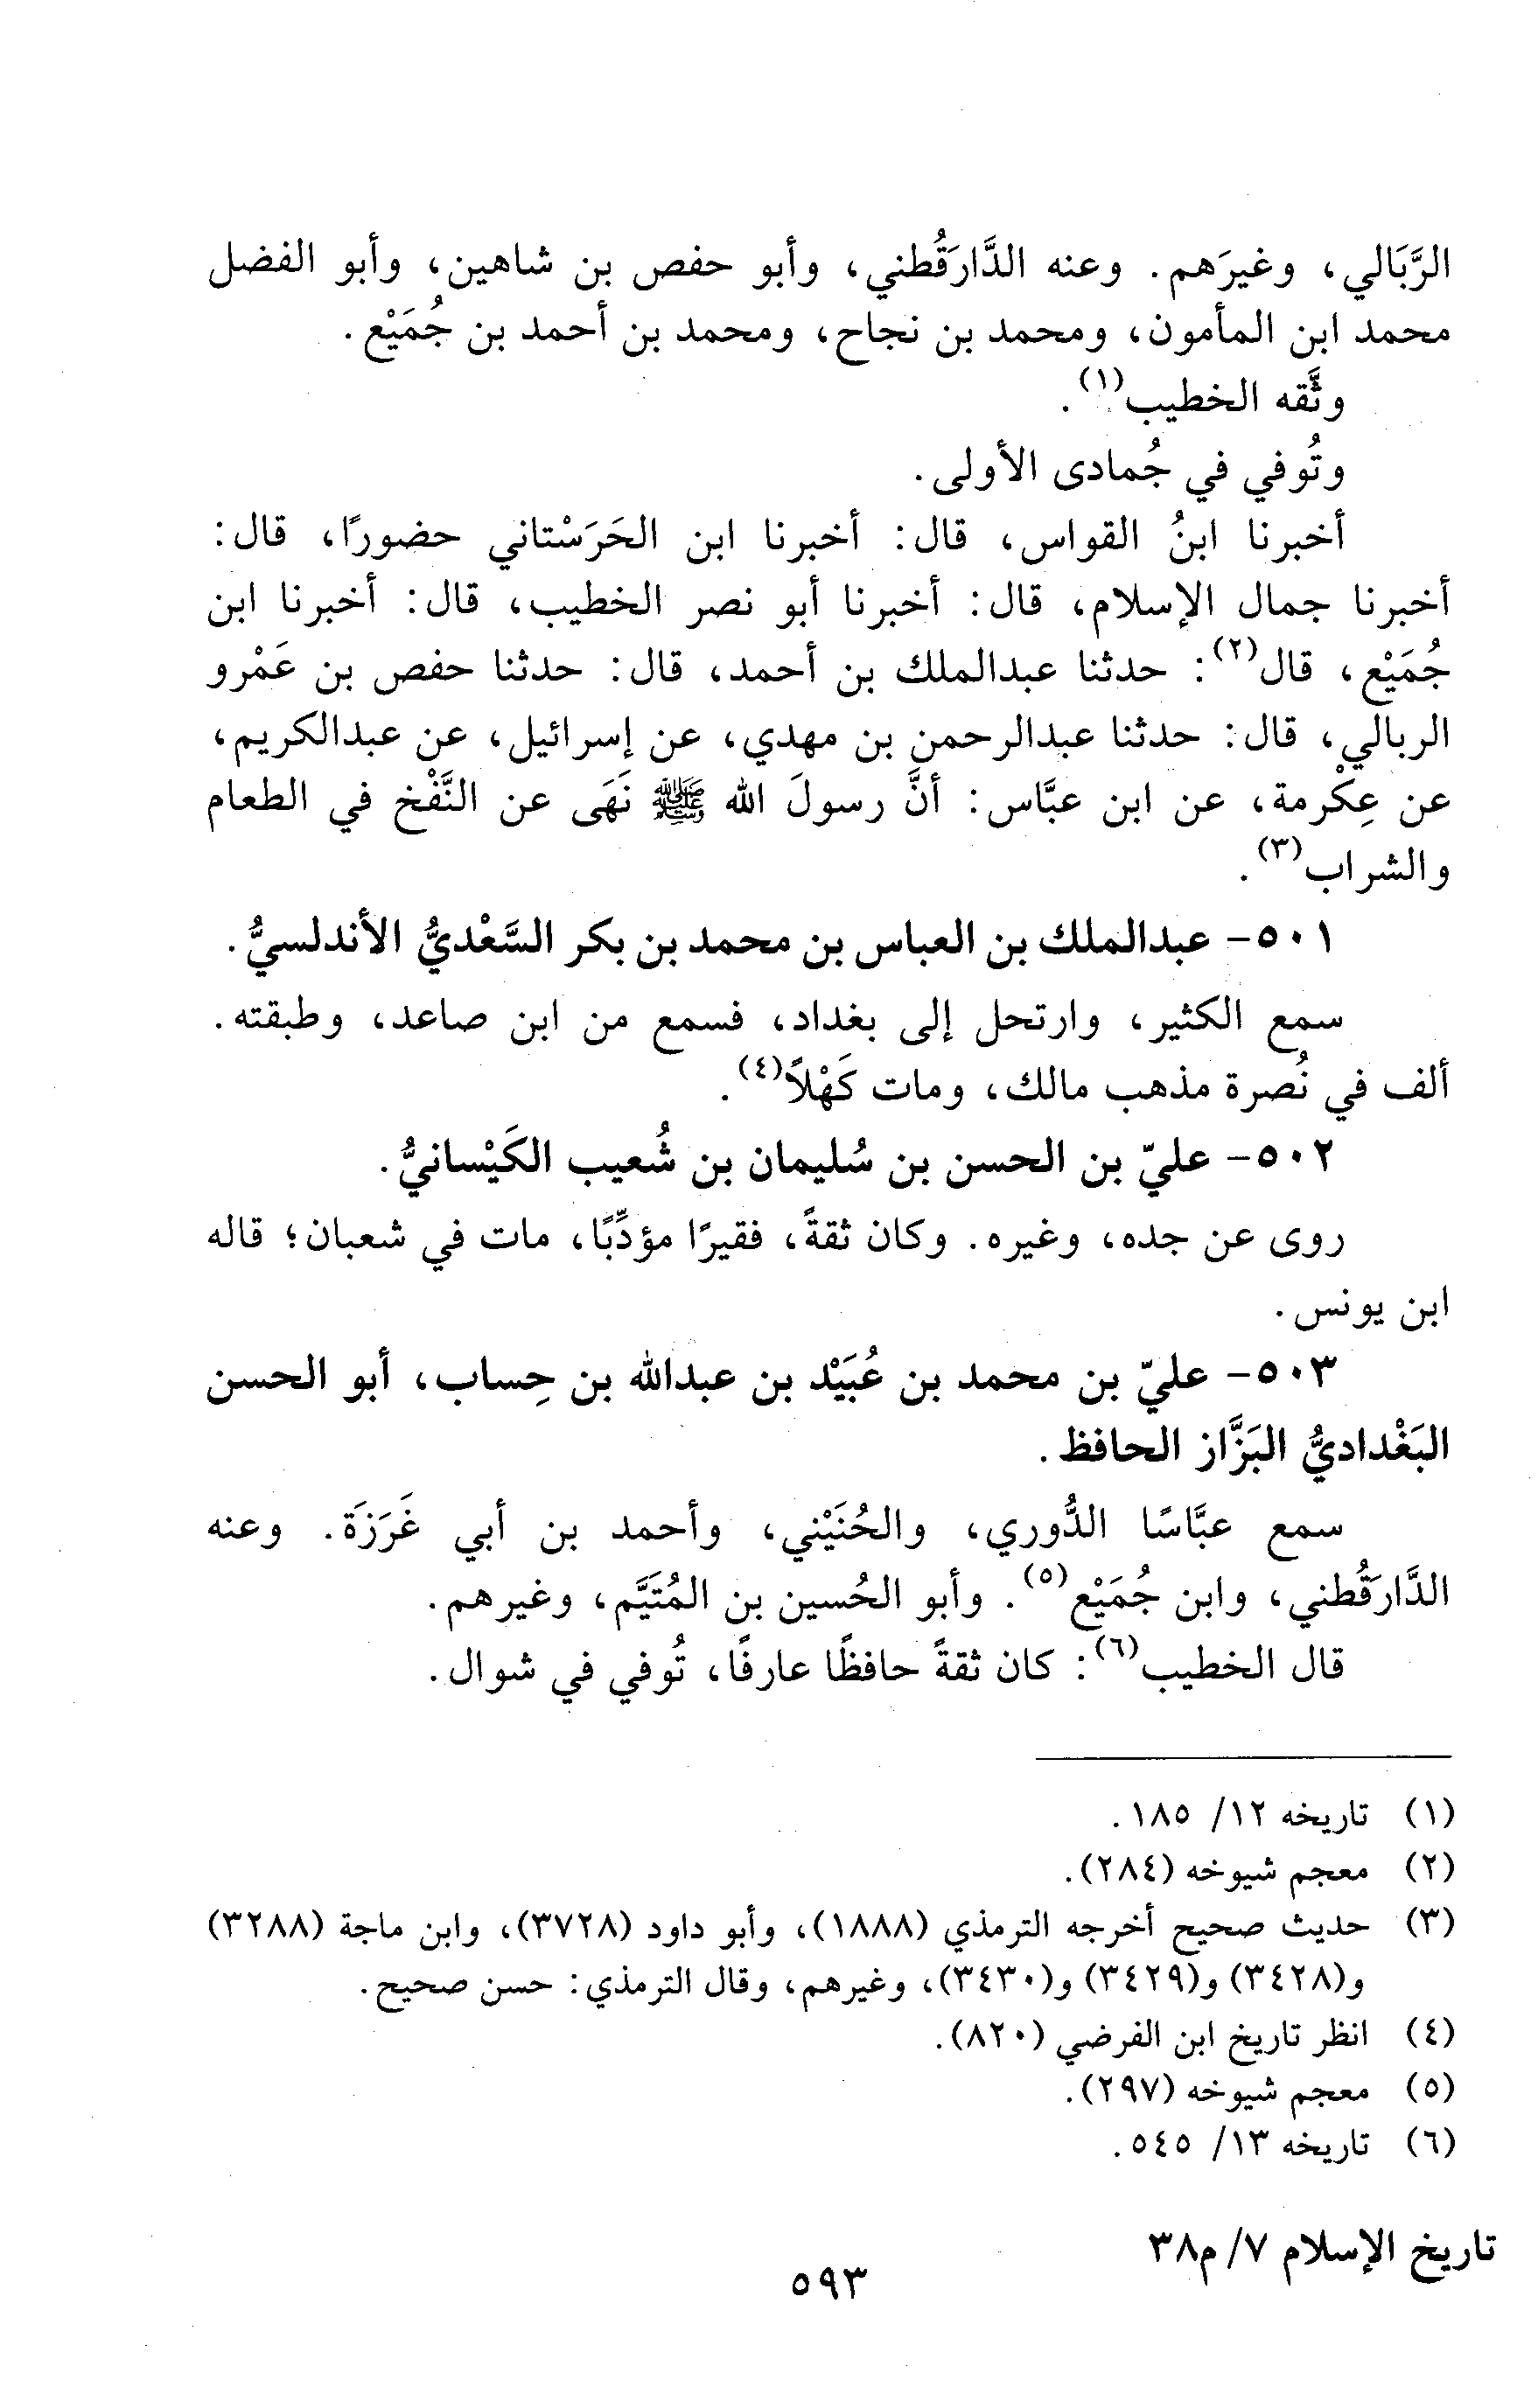 الرَّبَالي، وغيرَهم. وعنه الدَّارَقُطني، وأبو حفص بن شاهين، وأبو الفضل
محمد ابن المأمون، ومحمد بن نجاح، ومحمد بن أحمد بن جُمَيْع.
وثَّقه الخطيب(١).
وتُوفي في جُمادى الأولى.
أخبرنا ابنُ القواس، قال: أخبرنا ابن الحَرَسْتاني حضورًا، قال:
أخبرنا جمال الإسلام، قال: أخبرنا أبو نصر الخطيب، قال: أخبرنا ابن
جُمَيْع، قال(٢): حدثنا عبدالملك بن أحمد، قال: حدثنا حفص بن عَمْرو
الربالي، قال: حدثنا عبدالرحمن بن مهدي، عن إسرائيل، عن عبدالكريم،
عن عِكْرمة، عن ابن عبَّاس: أنَّ رسولَ الله ﷺ نَهَى عن النَّفْخ في الطعام
والشراب(٣).
٥٠١- عبدالملك بن العباس بن محمد بن بكر السَّعْديُّ الأندلسيُّ.
سمع الكثير، وارتحل إلى بغداد، فسمع من ابن صاعد، وطبقته.
ألف في نُصرة مذهب مالك، ومات كَهْلاً(٤).
٥٠٢- عليّ بن الحسن بن سُليمان بن شُعيب الكَيْسانيُّ.
روى عن جده، وغيره. وكان ثقةً، فقيرًا مؤدِّبًا، مات في شعبان؛ قاله
ابن يونس.
٥٠٣- عليّ بن محمد بن عُبَيْد بن عبدالله بن حِساب، أبو الحسن
البَغْداديُّ البَزَّاز الحافظ.
سمع عبَّاسًا الدُّوري، والحُنَيْني، وأحمد بن أبي غَرَزَة. وعنه
الدَّارَقُطني، وابن جُمَيْع(٥). وأبو الحُسين بن المُتَيَّم، وغيرهم.
قال الخطيب(٦): كان ثقةً حافظًا عارفًا، تُوفي في شوال.
(١) تاريخه ١٢/ ١٨٥.
(٢) معجم شيوخه (٢٨٤).
(٣) حديث صحيح أخرجه الترمذي (١٨٨٨)، وأبو داود (٣٧٢٨)، وابن ماجة (٣٢٨٨)
و(٣٤٢٨) و(٣٤٢٩) و(٣٤٣٠)، وغيرهم، وقال الترمذي: حسن صحيح.
(٤) انظر تاريخ ابن الفرضي (٨٢٠).
(٥) معجم شيوخه (٢٩٧).
(٦) تاريخه ١٣/ ٥٤٥.
تاريخ الإسلام ٧/ م٣٨
٥٩٣